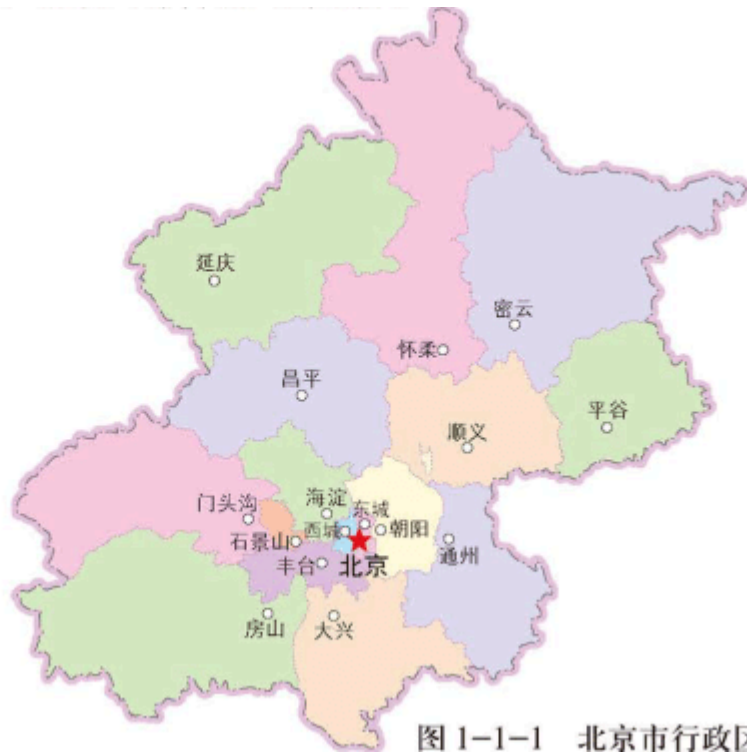 延庆
密云
怀柔
昌平
平谷
顺义
门头沟
海淀
东城
西城
朝阳
石景山
通州
丰台
北京
房山
大兴
图 1-1-1 北京市行政区